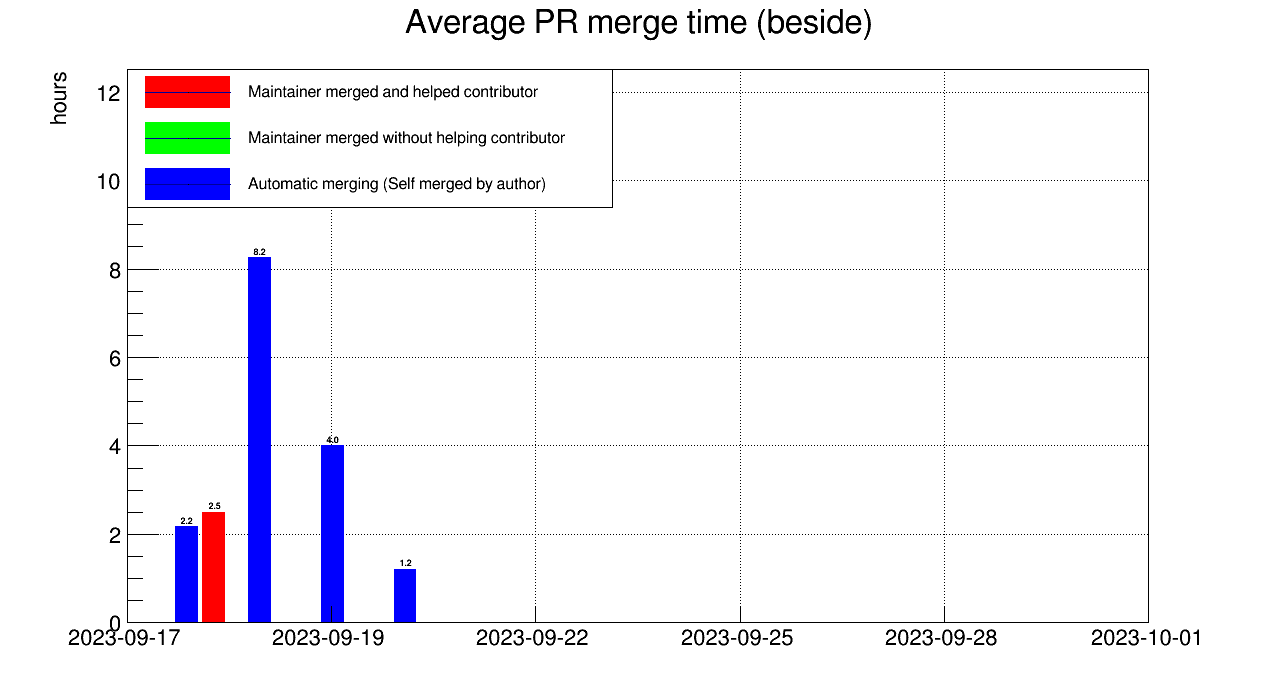 Average PR merge time (beside)
hours
12
10
8
6
4
2
0
Maintainer merged and helped contributor
Maintainer merged without helping contributor
Automatic merging (Self merged by author)
8.2
4.0
2.5
2.2
1.2
2023-09-17 2023-09-19 2023-09-22 2023-09-25 2023-09-28 2023-10-01